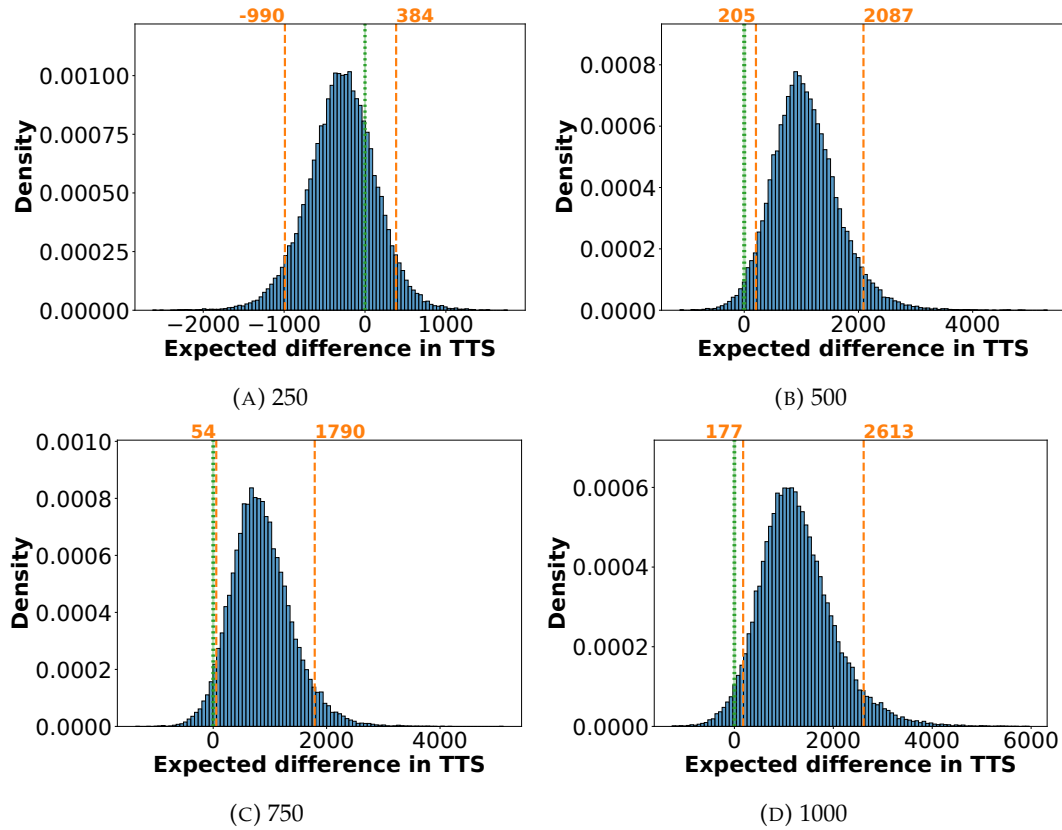 -990 384
Density
0.00100
0.00075
0.00050
0.00025
0.00000
−2000 −1000 0 1000
Expected difference in TTS
(A) 250
205 2087
Density
0.0008
0.0006
0.0004
0.0002
0.0000
0 2000 4000
Expected difference in TTS
(B) 500
54 1790
Density
0.0010
0.0008
0.0006
0.0004
0.0002
0.0000
0 2000 4000
Expected difference in TTS
(C) 750
177 2613
Density
0.0006
0.0004
0.0002
0.0000
0 2000 4000 6000
Expected difference in TTS
(D) 1000